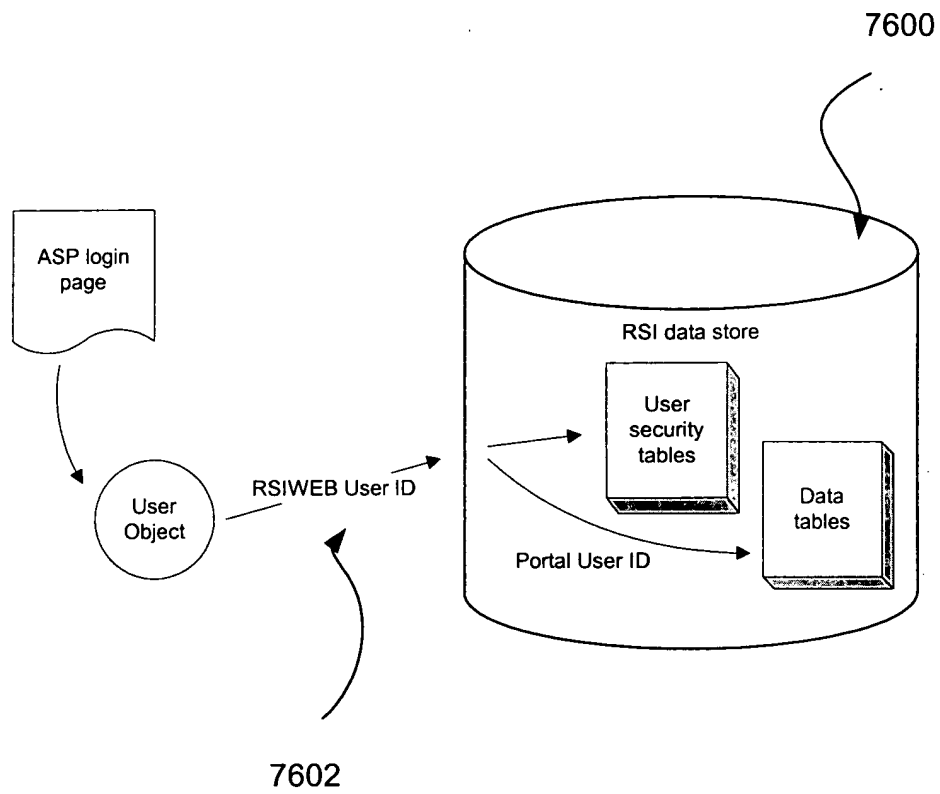 7600
ASP login
page
RSI data store
User
security
tables
User
Object
RSIWEB User ID
Data
tables
Portal User ID
7602